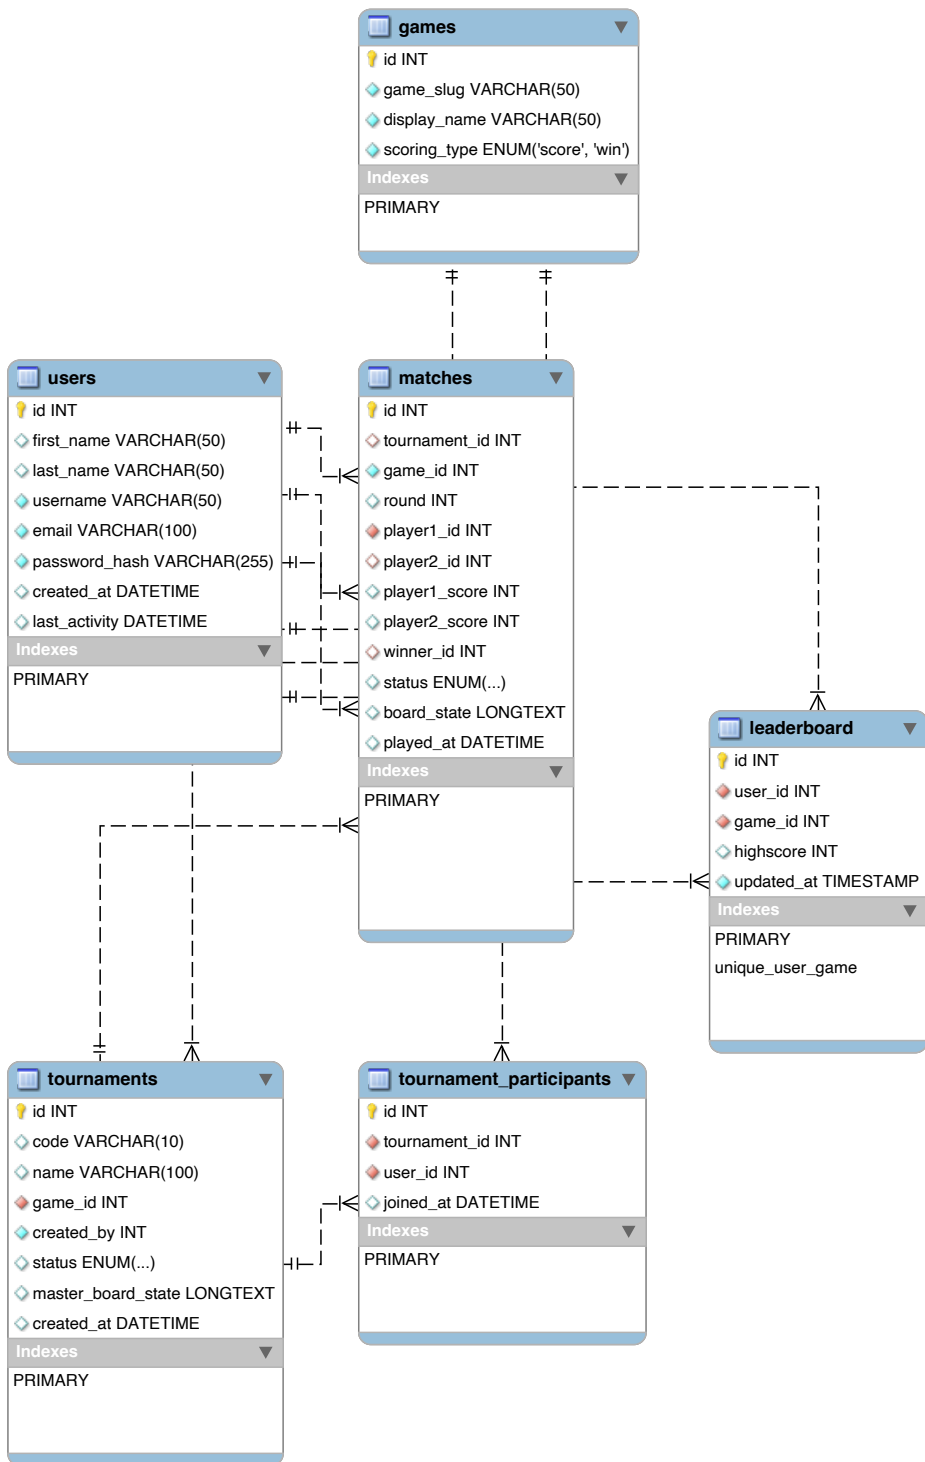 games
id INT
game_slug VARCHAR(50)
display_name VARCHAR(50)
scoring_type ENUM('score', 'win')
Indexes
PRIMARY
users
id INT
first_name VARCHAR(50)
last_name VARCHAR(50)
username VARCHAR(50)
email VARCHAR(100)
password_hash VARCHAR(255)
created_at DATETIME
last_activity DATETIME
Indexes
PRIMARY
matches
id INT
tournament_id INT
game_id INT
round INT
player1_id INT
player2_id INT
player1_score INT
player2_score INT
winner_id INT
status ENUM(...)
board_state LONGTEXT
played_at DATETIME
Indexes
PRIMARY
leaderboard
id INT
user_id INT
game_id INT
highscore INT
updated_at TIMESTAMP
Indexes
PRIMARY
unique_user_game
tournaments
id INT
code VARCHAR(10)
name VARCHAR(100)
game_id INT
created_by INT
status ENUM(...)
master_board_state LONGTEXT
created_at DATETIME
Indexes
PRIMARY
tournament_participants
id INT
tournament_id INT
user_id INT
joined_at DATETIME
Indexes
PRIMARY